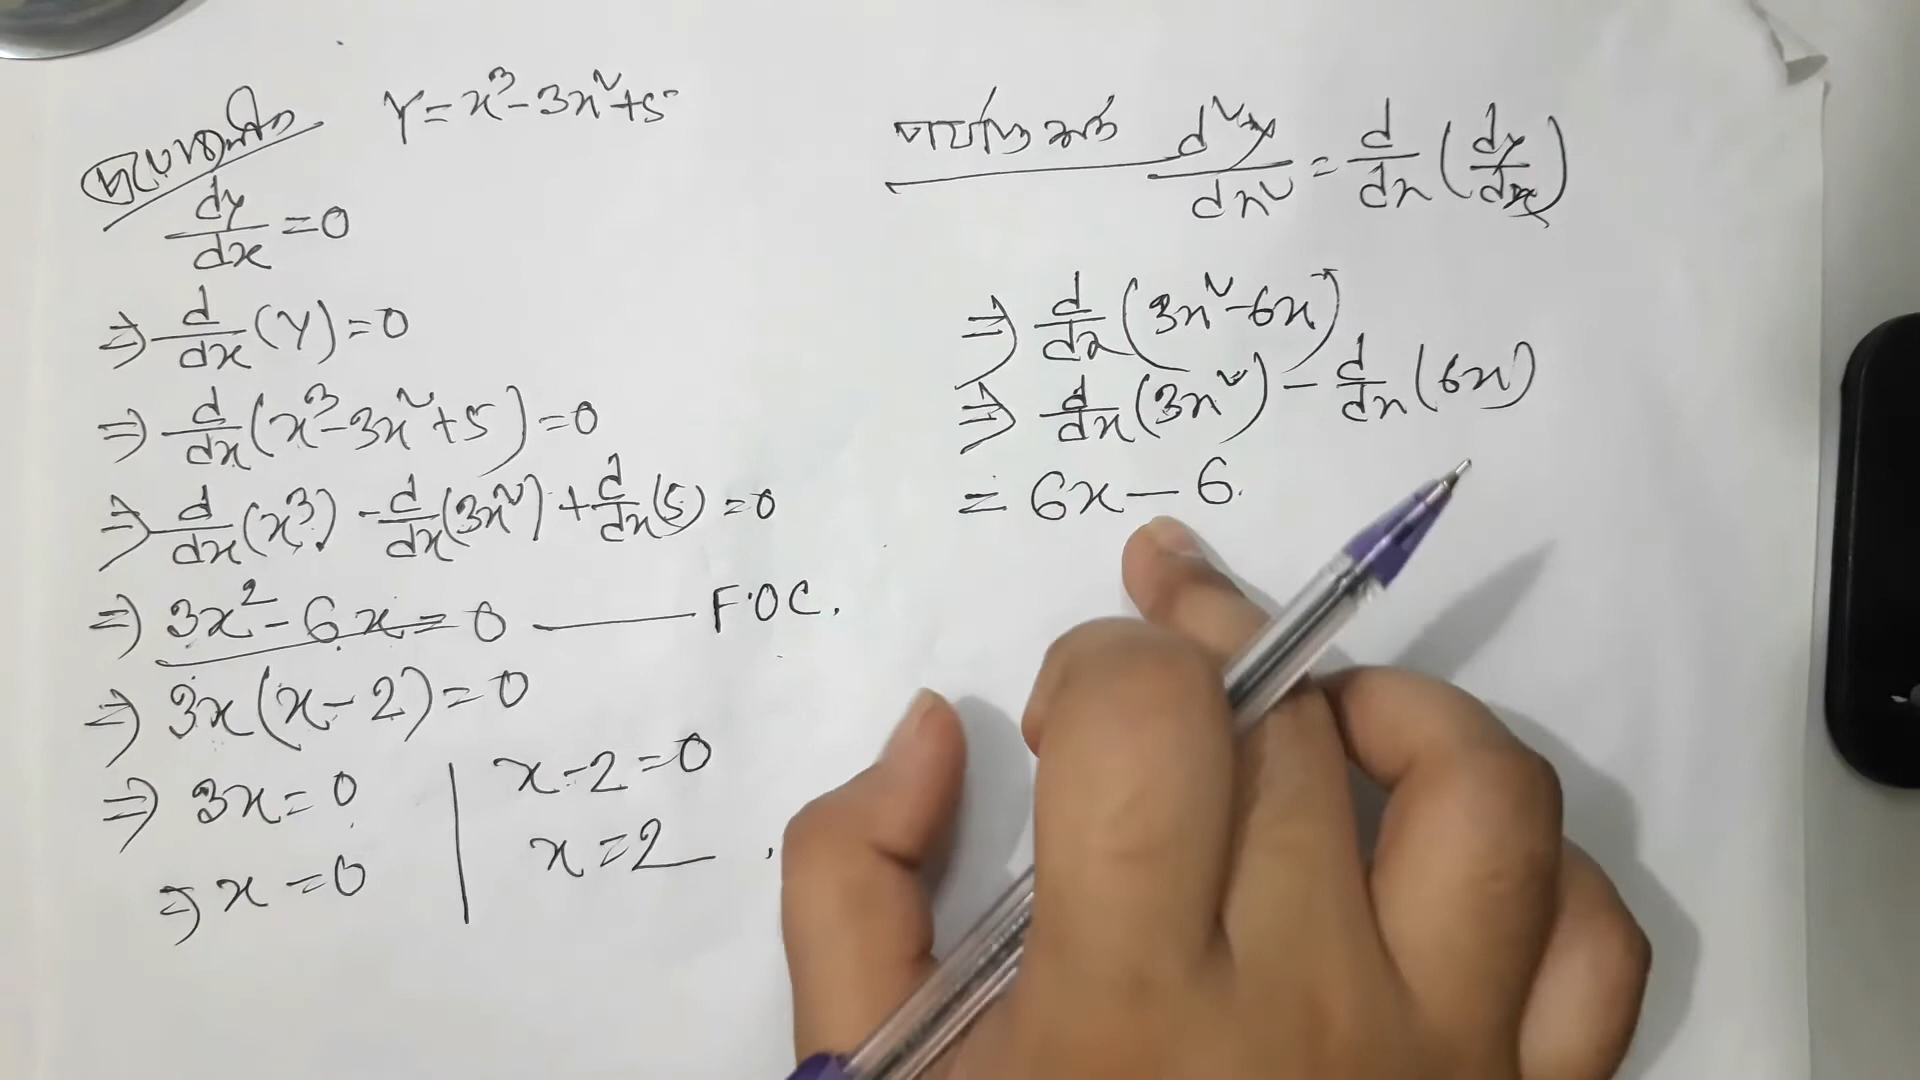 Y = x³ - 3x² + 5
dy/dx = 0
⇒ d/dx (Y) = 0
⇒ d/dx (x³ - 3x² + 5) = 0
⇒ d/dx (x³) - d/dx (3x²) + d/dx (5) = 0
⇒ 3x² - 6x = 0 — F.O.C.
⇒ 3x (x - 2) = 0
⇒ 3x = 0 | x - 2 = 0
⇒ x = 0 | x = 2
পর্যাপ্ত শর্ত d²y/dx² = d/dx (dy/dx)
⇒ d/dx (3x² - 6x)
⇒ d/dx (3x²) - d/dx (6x)
= 6x - 6.